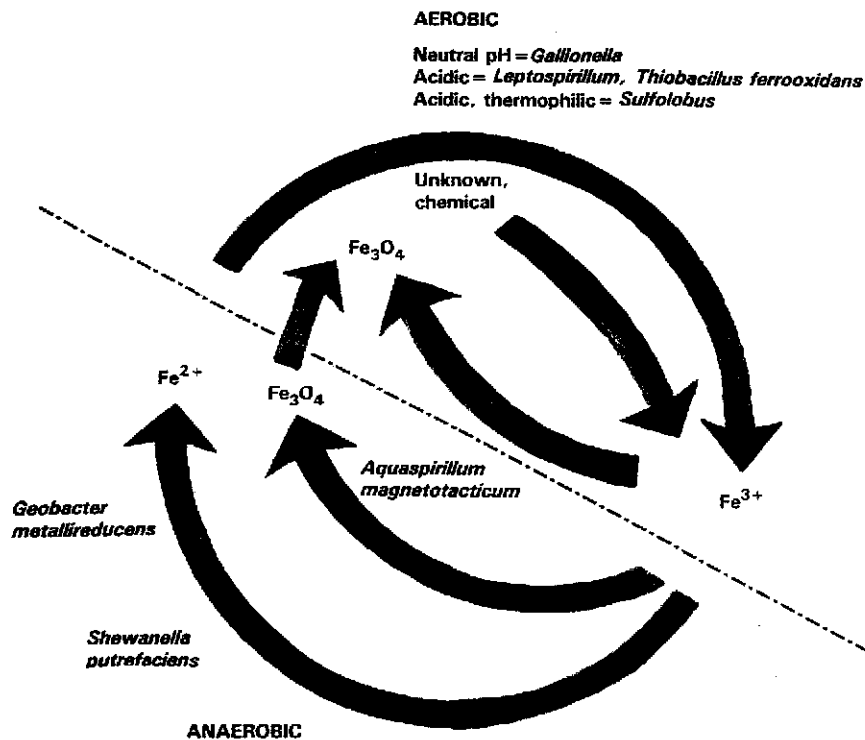 AEROBIC
Neutral pH = Gallionella
Acidic = Leptospirillum, Thiobacillus ferrooxidans
Acidic, thermophilic = Sulfolobus
Unknown,
chemical
Fe₃O₄
Fe²⁺
Fe₃O₄
Aquaspirillum
magnetotacticum
Geobacter
metallireducens
Fe³⁺
Shewanella
putrefaciens
ANAEROBIC